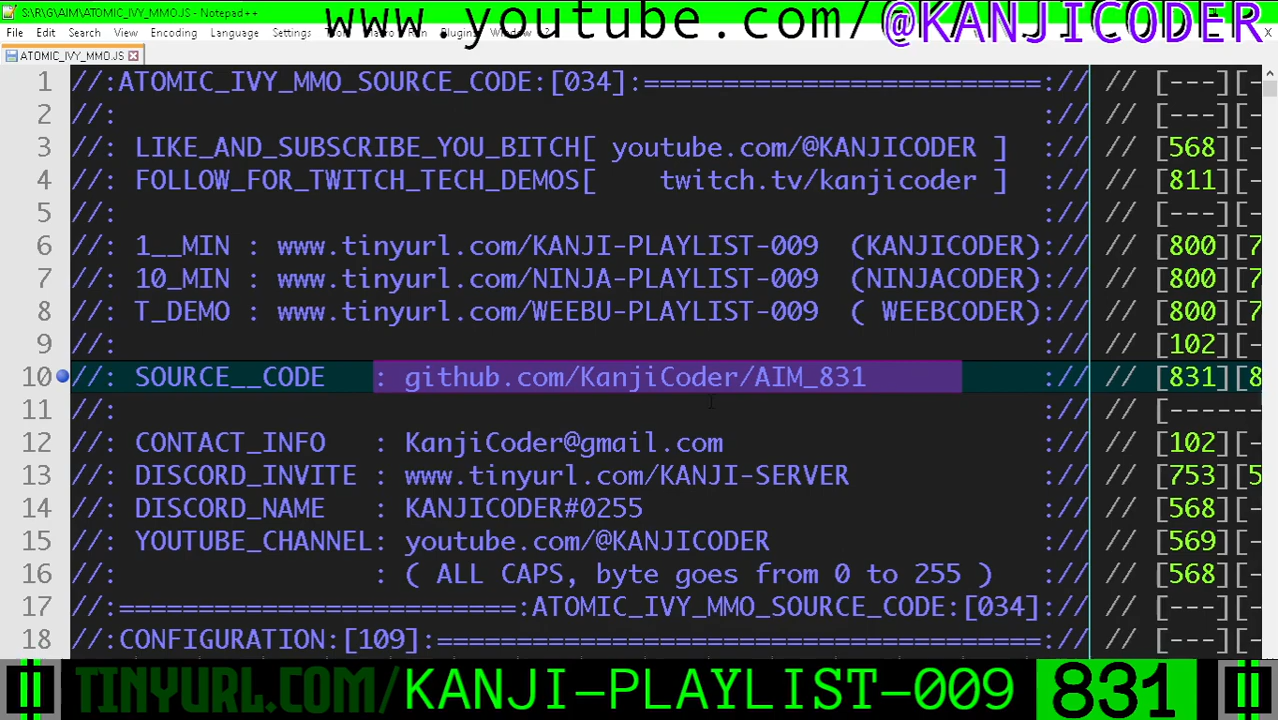 S:\R\G\AIM\ATOMIC_IVY_MMO.JS - Notepad++
www.youtube.com/@KANJICODER
File Edit Search View Encoding Language Settings Run Plugins X
ATOMIC_IVY_MMO.JS
1 //:ATOMIC_IVY_MMO_SOURCE_CODE:[034]:=========================:// // [---][-
2 //: :// // [---][-
3 //: LIKE_AND_SUBSCRIBE_YOU_BITCH[ youtube.com/@KANJICODER ] :// // [568][-
4 //: FOLLOW_FOR_TWITCH_TECH_DEMOS[ twitch.tv/kanjicoder ] :// // [811][-
5 //: :// // [---][-
6 //: 1__MIN : www.tinyurl.com/KANJI-PLAYLIST-009 (KANJICODER):// // [800][7
7 //: 10_MIN : www.tinyurl.com/NINJA-PLAYLIST-009 (NINJACODER):// // [800][7
8 //: T_DEMO : www.tinyurl.com/WEEBU-PLAYLIST-009 ( WEEBCODER):// // [800][7
9 //: :// // [102][-
10 //: SOURCE__CODE : github.com/KanjiCoder/AIM_831 :// // [831][8
11 //: :// // [------
12 //: CONTACT_INFO : KanjiCoder@gmail.com :// // [102][-
13 //: DISCORD_INVITE : www.tinyurl.com/KANJI-SERVER :// // [753][5
14 //: DISCORD_NAME : KANJICODER#0255 :// // [568][-
15 //: YOUTUBE_CHANNEL: youtube.com/@KANJICODER :// // [569][-
16 //: : ( ALL CAPS, byte goes from 0 to 255 ) :// // [568][-
17 //:=========================:ATOMIC_IVY_MMO_SOURCE_CODE:[034]:// // [---][-
18 //:CONFIGURATION:[109]:======================================:// // [---][-
TINYURL.COM/KANJI-PLAYLIST-009 831